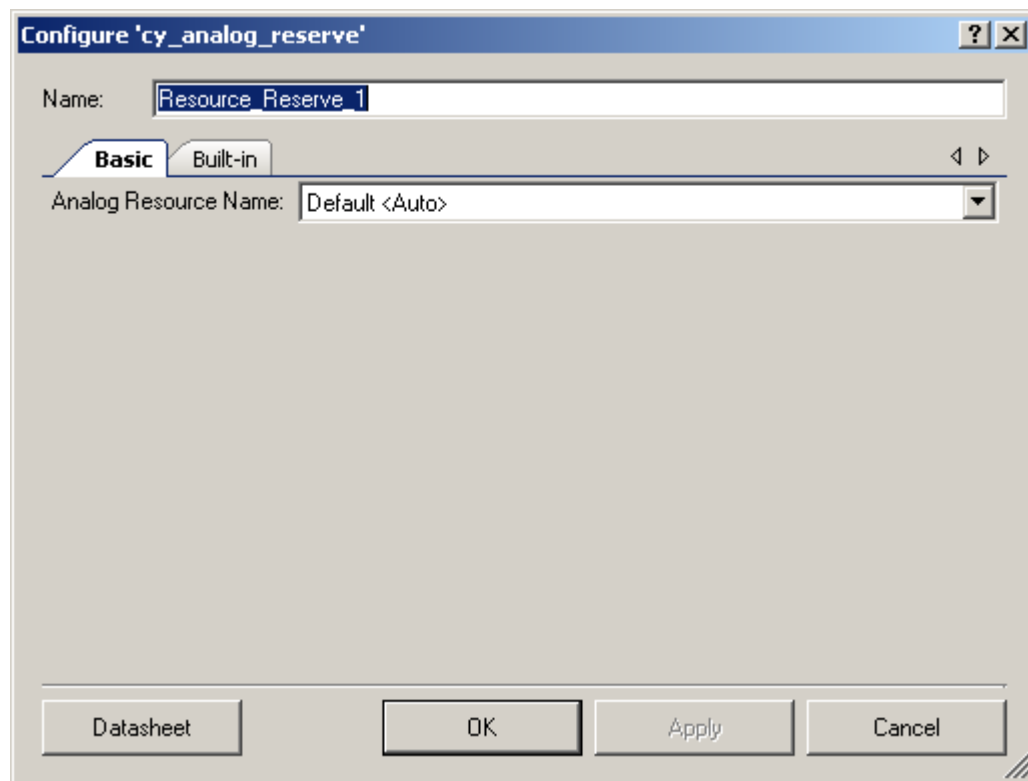 Configure 'cy_analog_reserve'
Name: Resource_Reserve_1
Basic Built-in
Analog Resource Name: Default <Auto>
Datasheet OK Apply Cancel